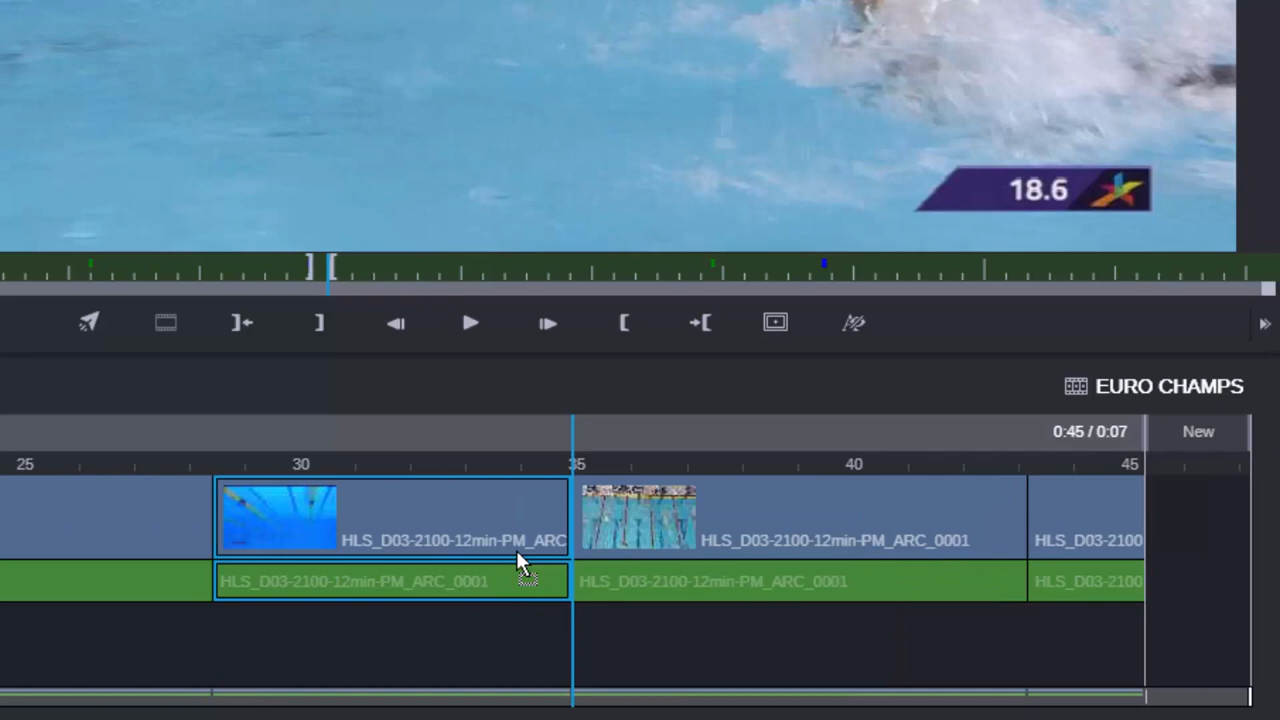 18.6
EURO CHAMPS
0:45 / 0:07 New
25 30 35 40 45
HLS_D03-2100-12min-PM_ARC HLS_D03-2100-12min-PM_ARC_0001 HLS_D03-2100
HLS_D03-2100-12min-PM_ARC_0001 HLS_D03-2100-12min-PM_ARC_0001 HLS_D03-2100